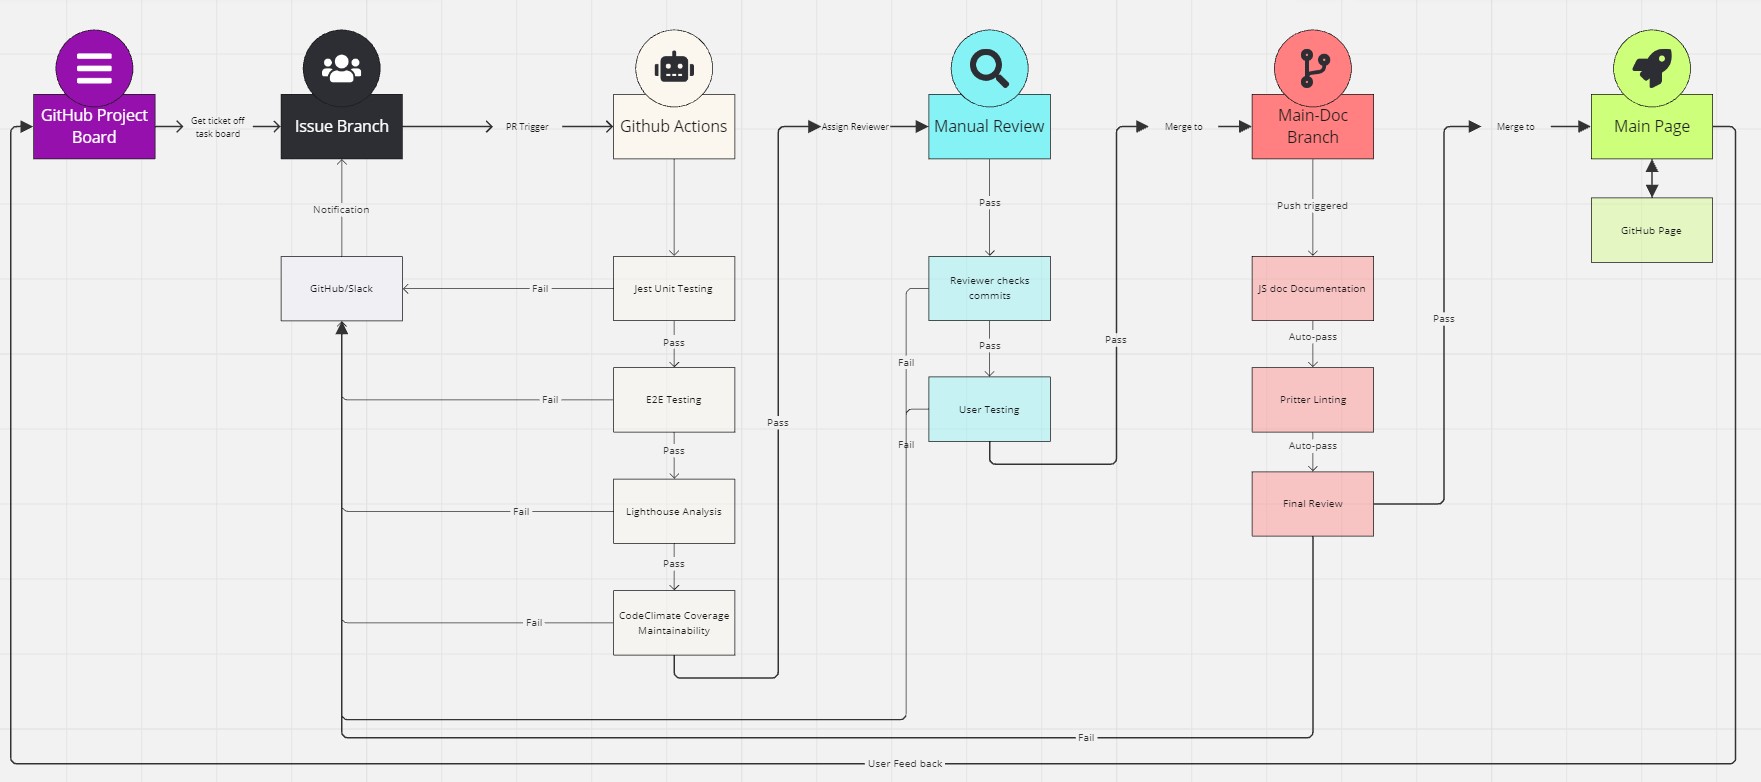 GitHub Project
Board
Get ticket off
task board
Issue Branch
PR Trigger
Github Actions
Assign Reviewer
Manual Review
Merge to
Main-Doc
Branch
Merge to
Main Page
Notification
Pass
Push triggered
GitHub Page
GitHub/Slack
Fail
Jest Unit Testing
Reviewer checks
commits
JS doc Documentation
Pass
Pass
Auto-pass
Pass
Pass
Fail
Fail
E2E Testing
User Testing
Pritter Linting
Pass
Pass
Fail
Auto-pass
Fail
Lighthouse Analysis
Final Review
Pass
Fail
CodeClimate Coverage
Maintainability
Fail
User Feed back